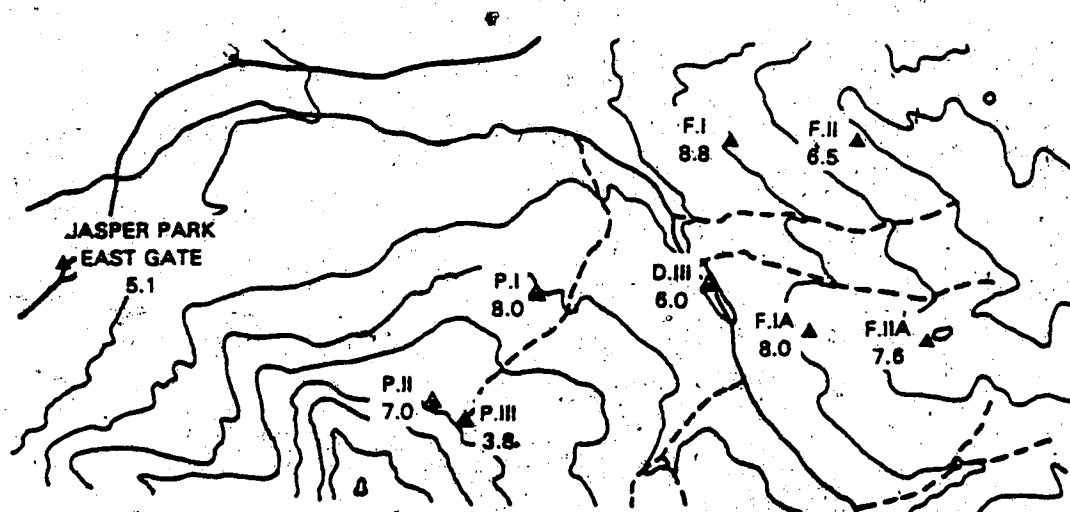 F.I
8.8
F.II
6.5
JASPER PARK
EAST GATE
5.1
P.I
8.0
D.III
6.0
F.IA
8.0
F.IIA
7.6
P.II
7.0
P.III
3.8